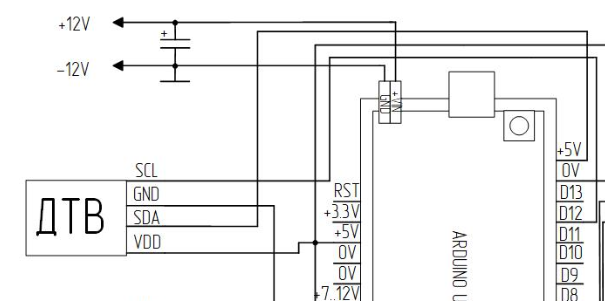 +12V
+
-12V
GND
+VIN
SCL
GND
SDA
VDD
ДТВ
RST
+3.3V
+5V
0V
0V
+7..12V
ARDUINO U
+5V
0V
D13
D12
D11
D10
D9
D8